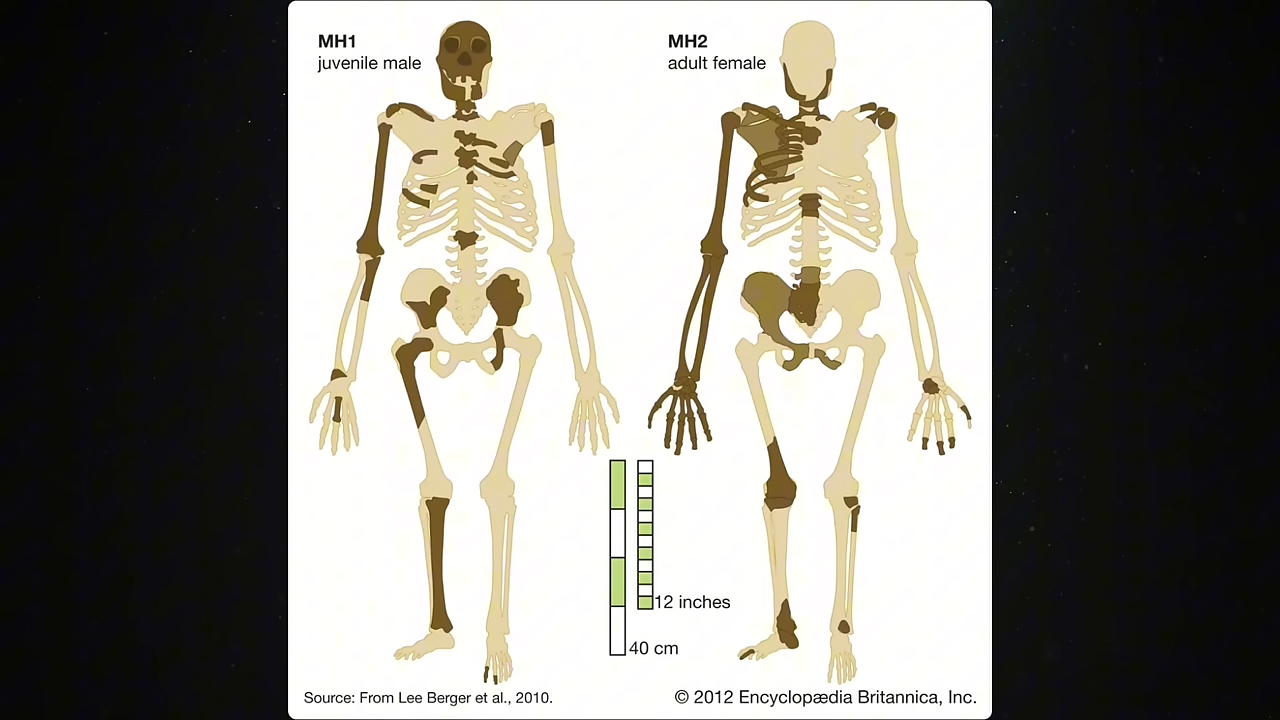 MH1
juvenile male
MH2
adult female
12 inches
40 cm
Source: From Lee Berger et al., 2010.
© 2012 Encyclopædia Britannica, Inc.